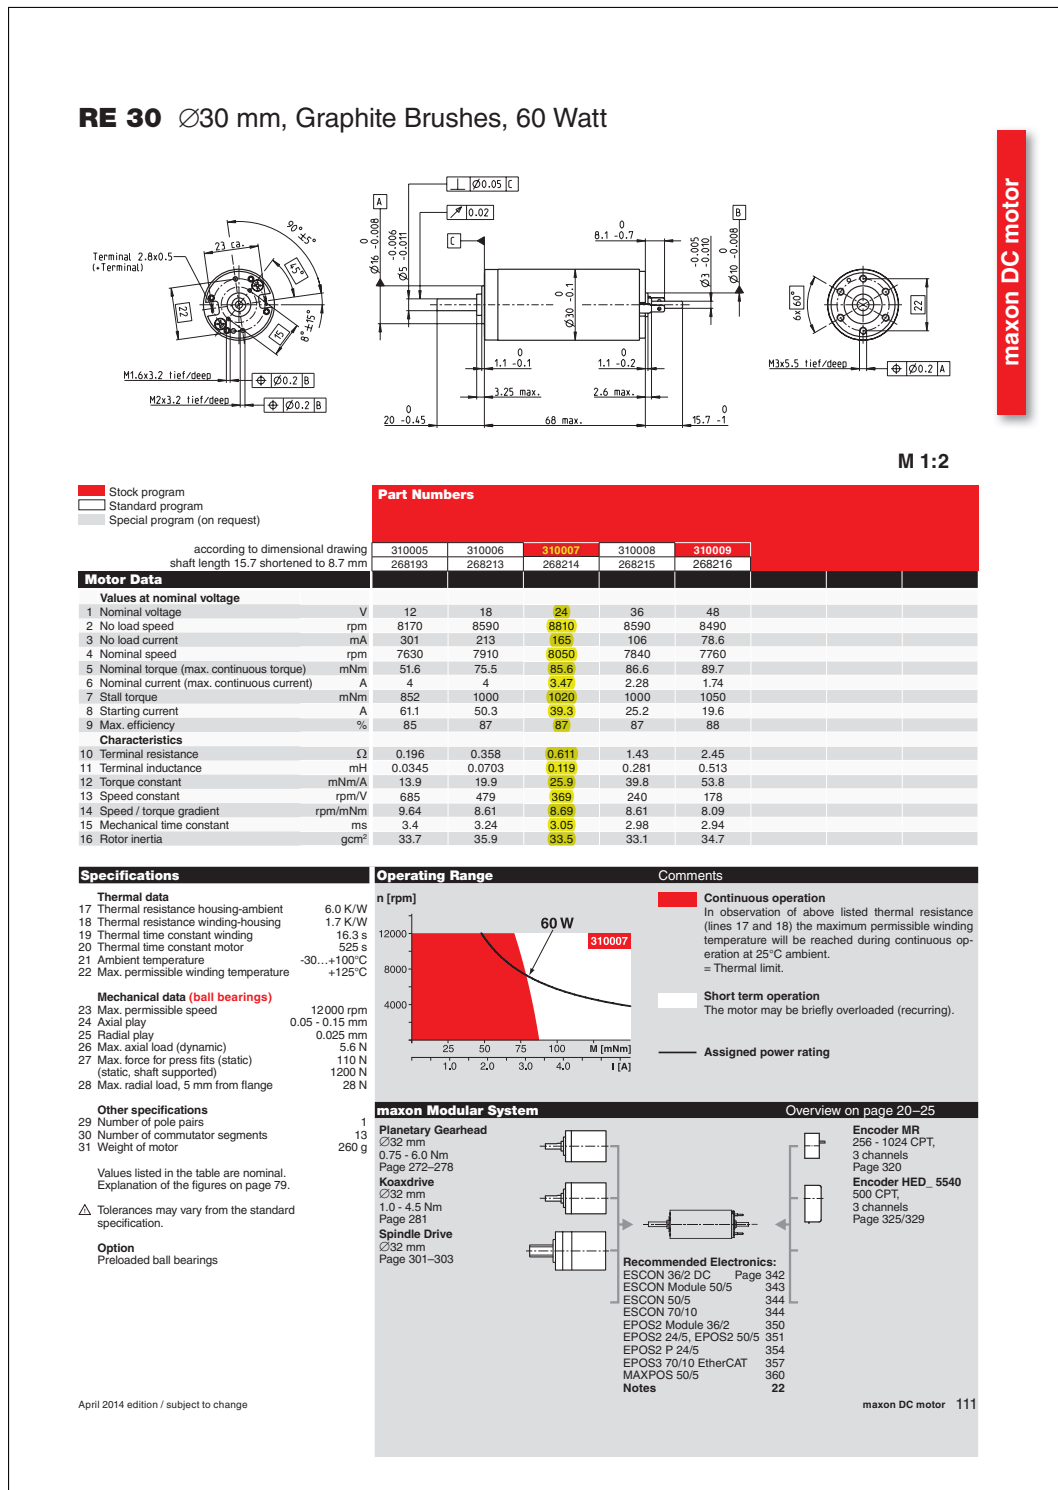 RE 30 ∅30 mm, Graphite Brushes, 60 Watt
maxon DC motor
Terminal 2.8x0.5
(+Terminal)
23 ca.
90° ±5°
45°
22
15
8° ±15°
M1.6x3.2 tief/deep
⌖ ∅0.2 B
M2x3.2 tief/deep
⌖ ∅0.2 B
⊥ ∅0.05 C
↗ 0.02
A
C
B
∅16 0 -0.008
∅5 -0.006 -0.011
∅30 0 -0.1
8.1 0 -0.7
∅3 -0.005 -0.010
∅10 0 -0.008
1.1 0 -0.1
1.1 0 -0.2
3.25 max.
2.6 max.
20 0 -0.45
68 max.
15.7 0 -1
6x60°
22
M3x5.5 tief/deep
⌖ ∅0.2 A
M 1:2
Stock program
Standard program
Special program (on request)
Part Numbers
according to dimensional drawing 310005 310006 310007 310008 310009
shaft length 15.7 shortened to 8.7 mm 268193 268213 268214 268215 268216
Motor Data
Values at nominal voltage
1 Nominal voltage V 12 18 24 36 48
2 No load speed rpm 8170 8590 8810 8590 8490
3 No load current mA 301 213 165 106 78.6
4 Nominal speed rpm 7630 7910 8050 7840 7760
5 Nominal torque (max. continuous torque) mNm 51.6 75.5 85.6 86.6 89.7
6 Nominal current (max. continuous current) A 4 4 3.47 2.28 1.74
7 Stall torque mNm 852 1000 1020 1000 1050
8 Starting current A 61.1 50.3 39.3 25.2 19.6
9 Max. efficiency % 85 87 87 87 88
Characteristics
10 Terminal resistance Ω 0.196 0.358 0.611 1.43 2.45
11 Terminal inductance mH 0.0345 0.0703 0.119 0.281 0.513
12 Torque constant mNm/A 13.9 19.9 25.9 39.8 53.8
13 Speed constant rpm/V 685 479 369 240 178
14 Speed / torque gradient rpm/mNm 9.64 8.61 8.69 8.61 8.09
15 Mechanical time constant ms 3.4 3.24 3.05 2.98 2.94
16 Rotor inertia gcm² 33.7 35.9 33.5 33.1 34.7
Specifications
Thermal data
17 Thermal resistance housing-ambient 6.0 K/W
18 Thermal resistance winding-housing 1.7 K/W
19 Thermal time constant winding 16.3 s
20 Thermal time constant motor 525 s
21 Ambient temperature -30...+100°C
22 Max. permissible winding temperature +125°C
Mechanical data (ball bearings)
23 Max. permissible speed 12000 rpm
24 Axial play 0.05 - 0.15 mm
25 Radial play 0.025 mm
26 Max. axial load (dynamic) 5.6 N
27 Max. force for press fits (static) 110 N
(static, shaft supported) 1200 N
28 Max. radial load, 5 mm from flange 28 N
Other specifications
29 Number of pole pairs 1
30 Number of commutator segments 13
31 Weight of motor 260 g
Values listed in the table are nominal.
Explanation of the figures on page 79.
Tolerances may vary from the standard
specification.
Option
Preloaded ball bearings
Operating Range
n [rpm]
60 W
310007
12000
8000
4000
25 50 75 100 M [mNm]
1.0 2.0 3.0 4.0 I [A]
Comments
Continuous operation
In observation of above listed thermal resistance
(lines 17 and 18) the maximum permissible winding
temperature will be reached during continuous op-
eration at 25°C ambient.
= Thermal limit.
Short term operation
The motor may be briefly overloaded (recurring).
Assigned power rating
maxon Modular System
Overview on page 20–25
Planetary Gearhead
∅32 mm
0.75 - 6.0 Nm
Page 272–278
Koaxdrive
∅32 mm
1.0 - 4.5 Nm
Page 281
Spindle Drive
∅32 mm
Page 301–303
Encoder MR
256 - 1024 CPT,
3 channels
Page 320
Encoder HED_ 5540
500 CPT,
3 channels
Page 325/329
Recommended Electronics:
ESCON 36/2 DC Page 342
ESCON Module 50/5 343
ESCON 50/5 344
ESCON 70/10 344
EPOS2 Module 36/2 350
EPOS2 24/5, EPOS2 50/5 351
EPOS2 P 24/5 354
EPOS3 70/10 EtherCAT 357
MAXPOS 50/5 360
Notes 22
April 2014 edition / subject to change
maxon DC motor 111